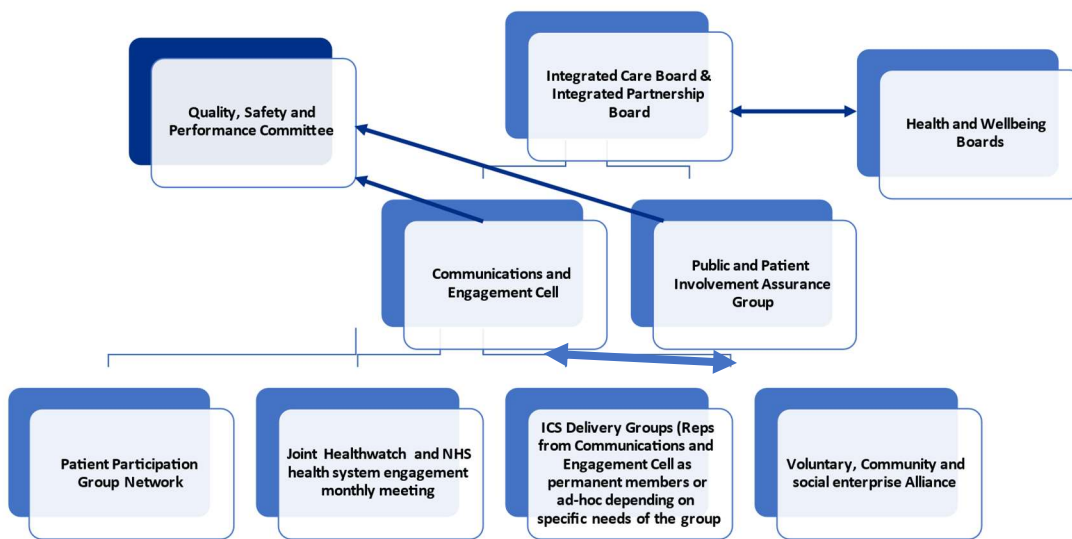 Quality, Safety and
Performance Committee
Integrated Care Board &
Integrated Partnership
Board
Health and Wellbeing
Boards
Communications and
Engagement Cell
Public and Patient
Involvement Assurance
Group
Patient Participation
Group Network
Joint Healthwatch and NHS
health system engagement
monthly meeting
ICS Delivery Groups (Reps
from Communications and
Engagement Cell as
permanent members or
ad-hoc depending on
specific needs of the group
Voluntary, Community and
social enterprise Alliance